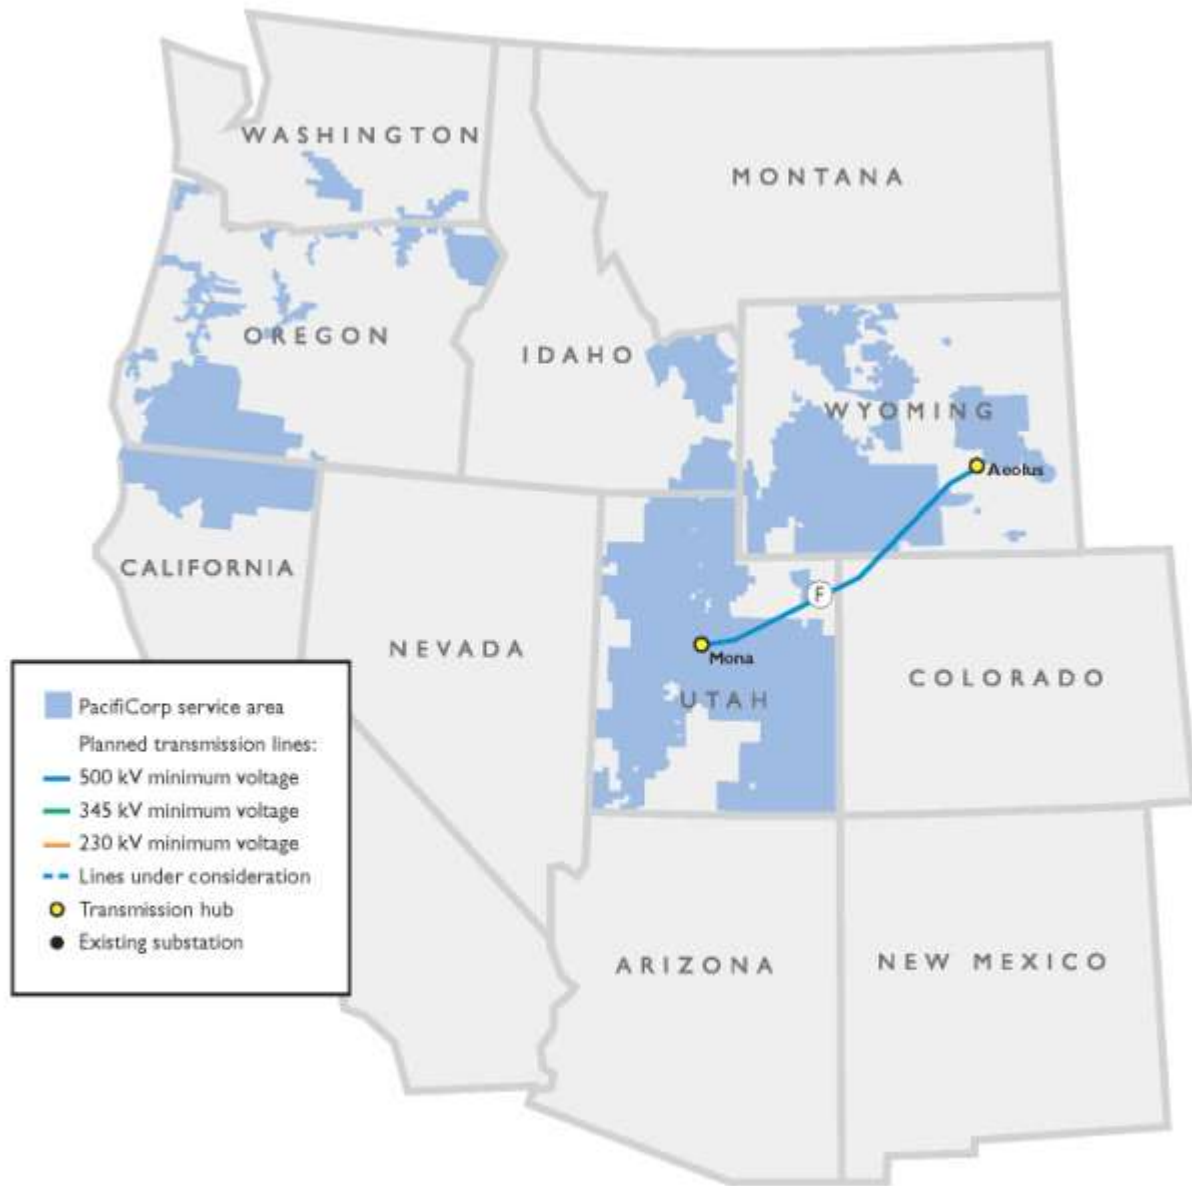 WASHINGTON
MONTANA
OREGON
IDAHO
WYOMING
Aeolus
CALIFORNIA
F
NEVADA
Mona
COLORADO
UTAH
PacifiCorp service area
Planned transmission lines:
500 kV minimum voltage
345 kV minimum voltage
230 kV minimum voltage
Lines under consideration
Transmission hub
Existing substation
ARIZONA
NEW MEXICO